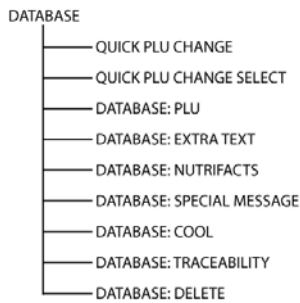 DATABASE
QUICK PLU CHANGE
QUICK PLU CHANGE SELECT
DATABASE: PLU
DATABASE: EXTRA TEXT
DATABASE: NUTRIFACTS
DATABASE: SPECIAL MESSAGE
DATABASE: COOL
DATABASE: TRACEABILITY
DATABASE: DELETE